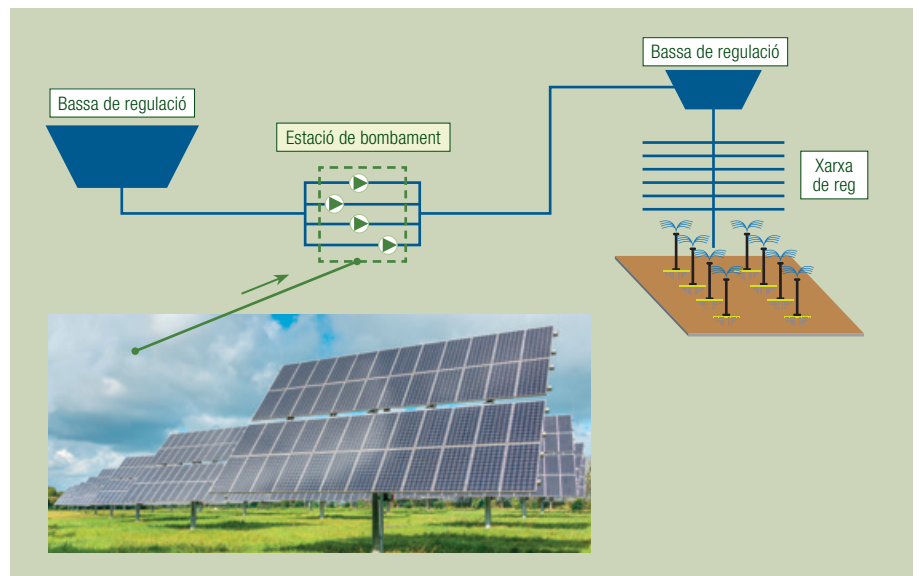 Bassa de regulació
Bassa de regulació
Estació de bombament
Xarxa
de reg